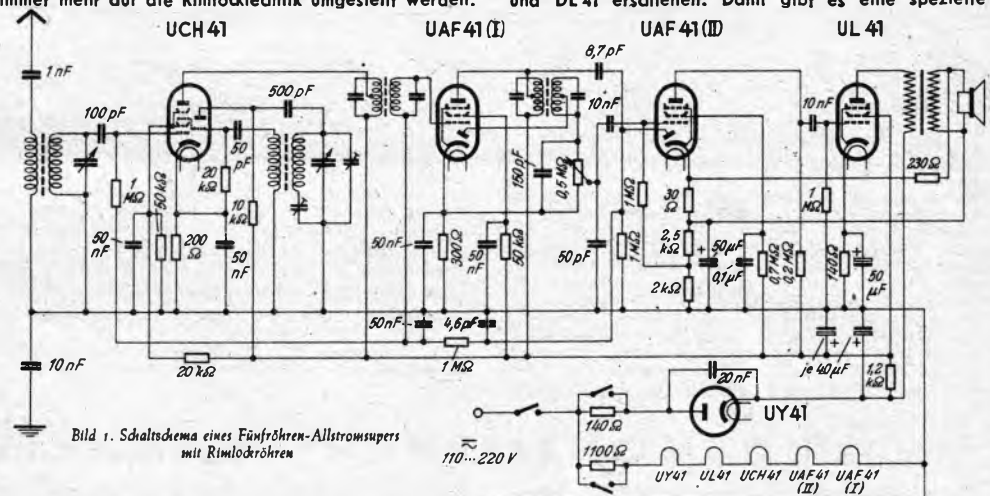 immer mehr auf die Rimlocktechnik umgestellt werden.
und DL 41 ersahenen. Dann gibt es eine spezielle
UCH 41
UAF 41 (I)
UAF 41 (II)
UL 41
1 nF
100 pF
500 pF
6,7 pF
10 nF
10 nF
50 pF
20 kΩ
10 kΩ
1 MΩ
50 nF
50 kΩ
200 Ω
50 nF
50 nF
300 Ω
50 nF
50 kΩ
150 pF
0,5 MΩ
50 pF
1 MΩ
1 MΩ
30 Ω
2,5 kΩ
2 kΩ
50 µF
0,1 µF
0,7 MΩ
0,2 MΩ
1 MΩ
140 Ω
50 µF
230 Ω
10 nF
20 kΩ
50 nF
4,6 pF
1 MΩ
je 40 µF
1,2 kΩ
20 nF
UY41
140 Ω
1100 Ω
110...220 V
UY41 UL41 UCH41 UAF41 (II) UAF41 (I)
Bild 1. Schaltschema eines Fünfröhren-Allstromsupers
mit Rimlockröhren